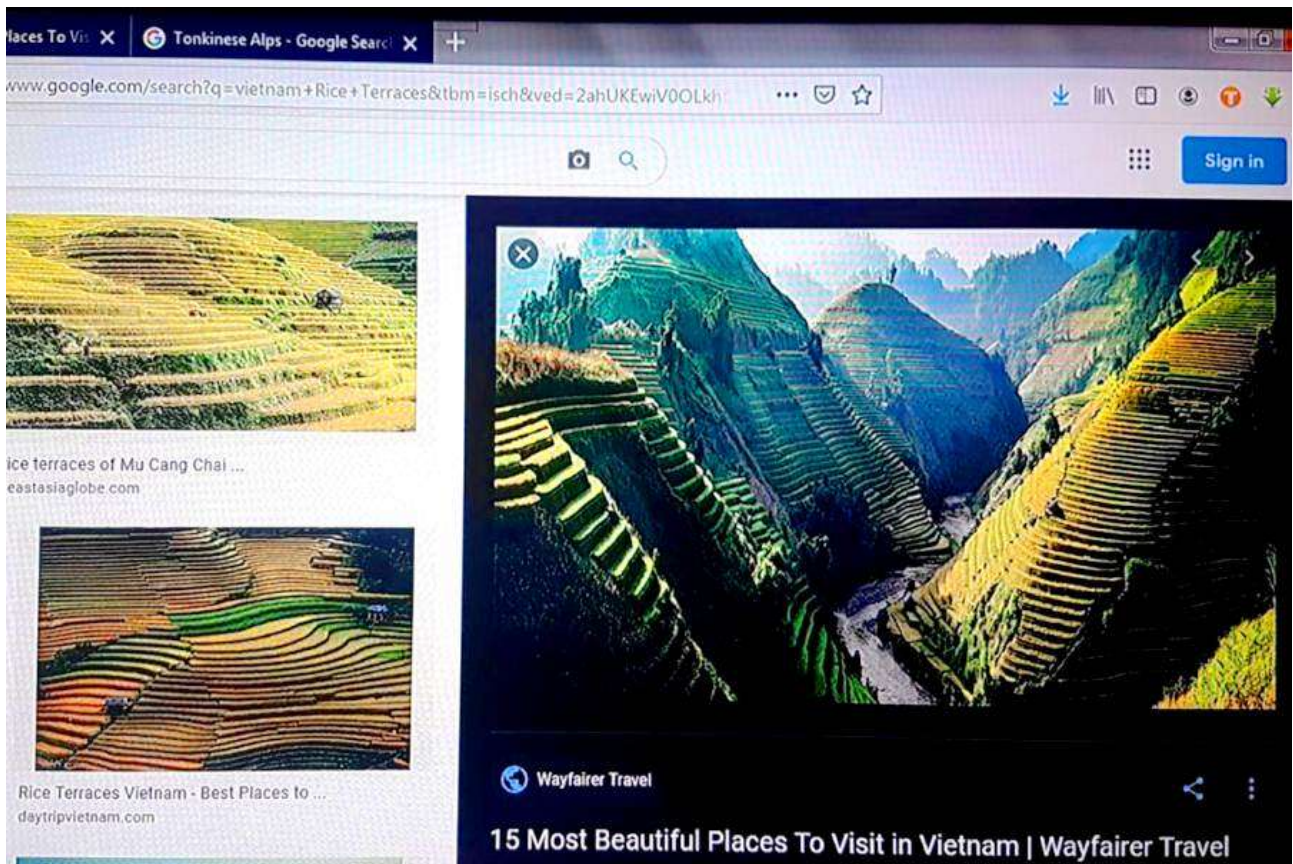 laces To Vis
Tonkinese Alps - Google Searc
www.google.com/search?q=vietnam+Rice+Terraces&tbm=isch&ved=2ahUKEwiV0OLkh
Sign in
ice terraces of Mu Cang Chai ...
eastasiaglobe.com
Rice Terraces Vietnam - Best Places to ...
daytripvietnam.com
Wayfairer Travel
15 Most Beautiful Places To Visit in Vietnam | Wayfairer Travel